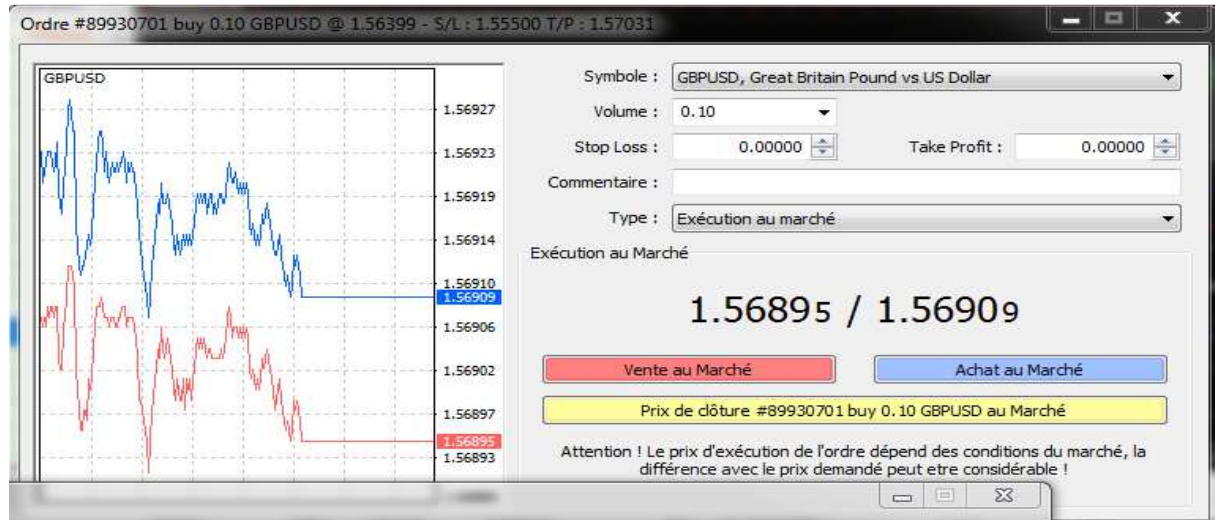 Ordre #89930701 buy 0.10 GBPUSD @ 1.56399 - S/L : 1.55500 T/P : 1.57031
GBPUSD
1.56927
1.56923
1.56919
1.56914
1.56910
1.56909
1.56906
1.56902
1.56897
1.56895
1.56893
Symbole : GBPUSD, Great Britain Pound vs US Dollar
Volume : 0.10
Stop Loss : 0.00000 Take Profit : 0.00000
Commentaire :
Type : Exécution au marché
Exécution au Marché
1.56895 / 1.56909
Vente au Marché Achat au Marché
Prix de clôture #89930701 buy 0.10 GBPUSD au Marché
Attention ! Le prix d'exécution de l'ordre dépend des conditions du marché, la
différence avec le prix demandé peut etre considérable !